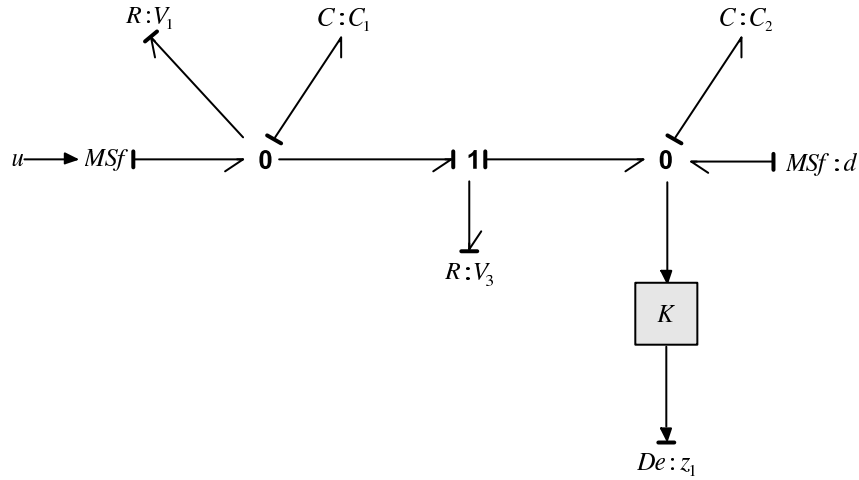 R:V₁
C:C₁
C:C₂
u MSf 0 1 0 MSf:d
R:V₃
K
De:z₁